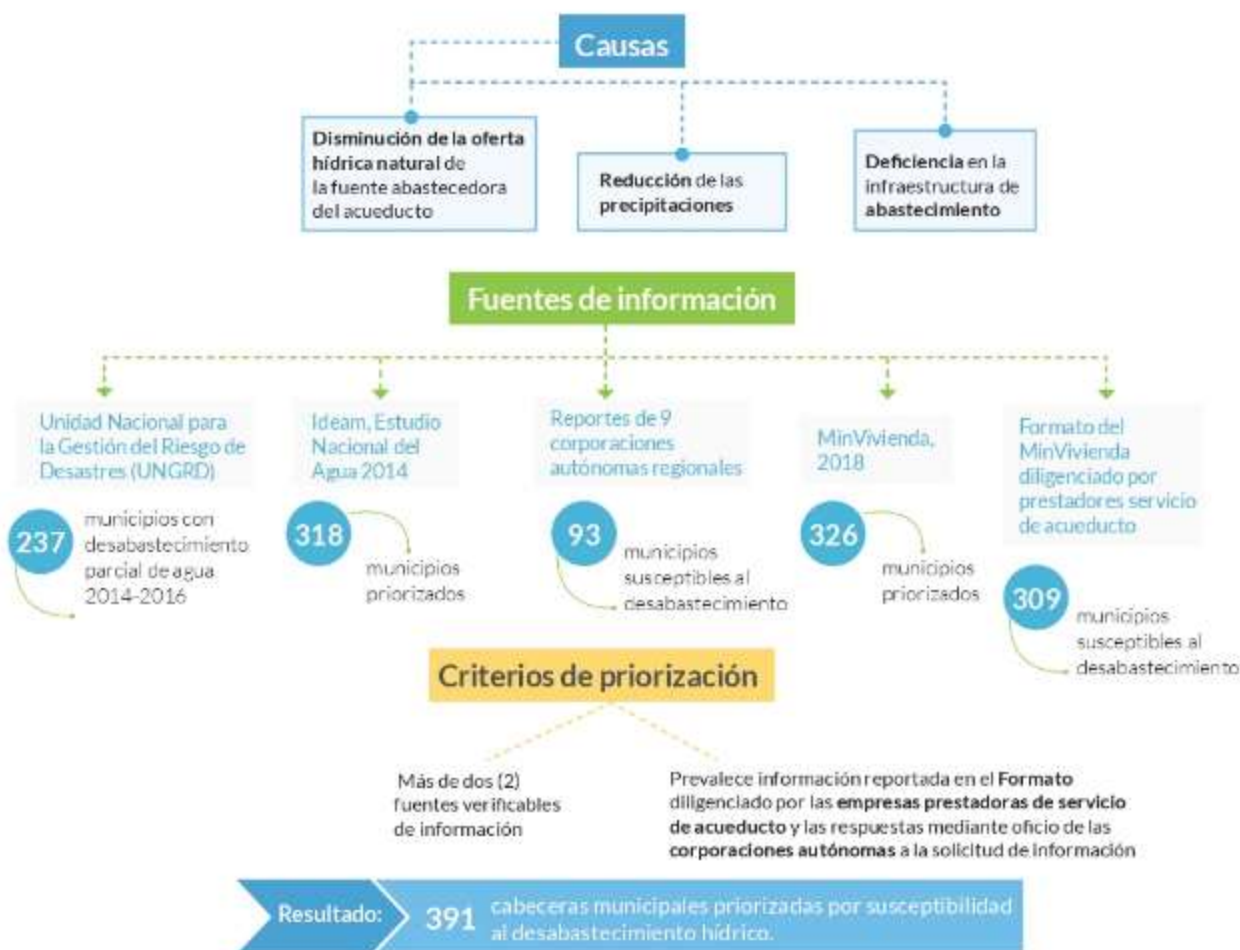 Causas
Disminución de la oferta
hídrica natural de
la fuente abastecedora
del acueducto
Reducción de las
precipitaciones
Deficiencia en la
infraestructura de
abastecimiento
Fuentes de información
Unidad Nacional para
la Gestión del Riesgo de
Desastres (UNGRD)
237
municipios con
desabastecimiento
parcial de agua
2014-2016
Ideam, Estudio
Nacional del
Agua 2014
318
municipios
priorizados
Reportes de 9
corporaciones
autónomas regionales
93
municipios
susceptibles al
desabastecimiento
MinVivienda,
2018
326
municipios
priorizados
Formato del
MinVivienda
diligenciado por
prestadores servicio
de acueducto
309
municipios
susceptibles al
desabastecimiento
Criterios de priorización
Más de dos (2)
fuentes verificables
de información
Prevalece información reportada en el Formato
diligenciado por las empresas prestadoras de servicio
de acueducto y las respuestas mediante oficio de las
corporaciones autónomas a la solicitud de información
Resultado:
391
cabeceras municipales priorizadas por susceptibilidad
al desabastecimiento hídrico.